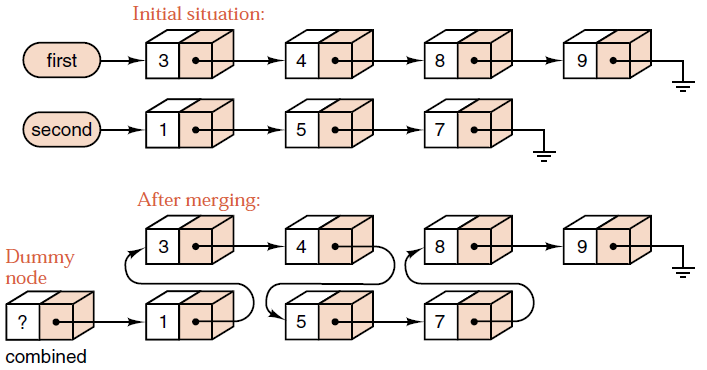 Initial situation:
first 3 4 8 9
second 1 5 7
After merging:
3 4 8 9
Dummy
node
? 1 5 7
combined